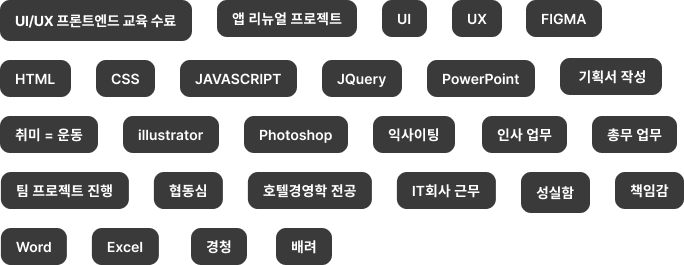 UI/UX 프론트엔드 교육 수료 앱 리뉴얼 프로젝트 UI UX FIGMA
HTML CSS JAVASCRIPT JQuery PowerPoint 기획서 작성
취미 = 운동 illustrator Photoshop 익사이팅 인사 업무 총무 업무
팀 프로젝트 진행 협동심 호텔경영학 전공 IT회사 근무 성실함 책임감
Word Excel 경청 배려